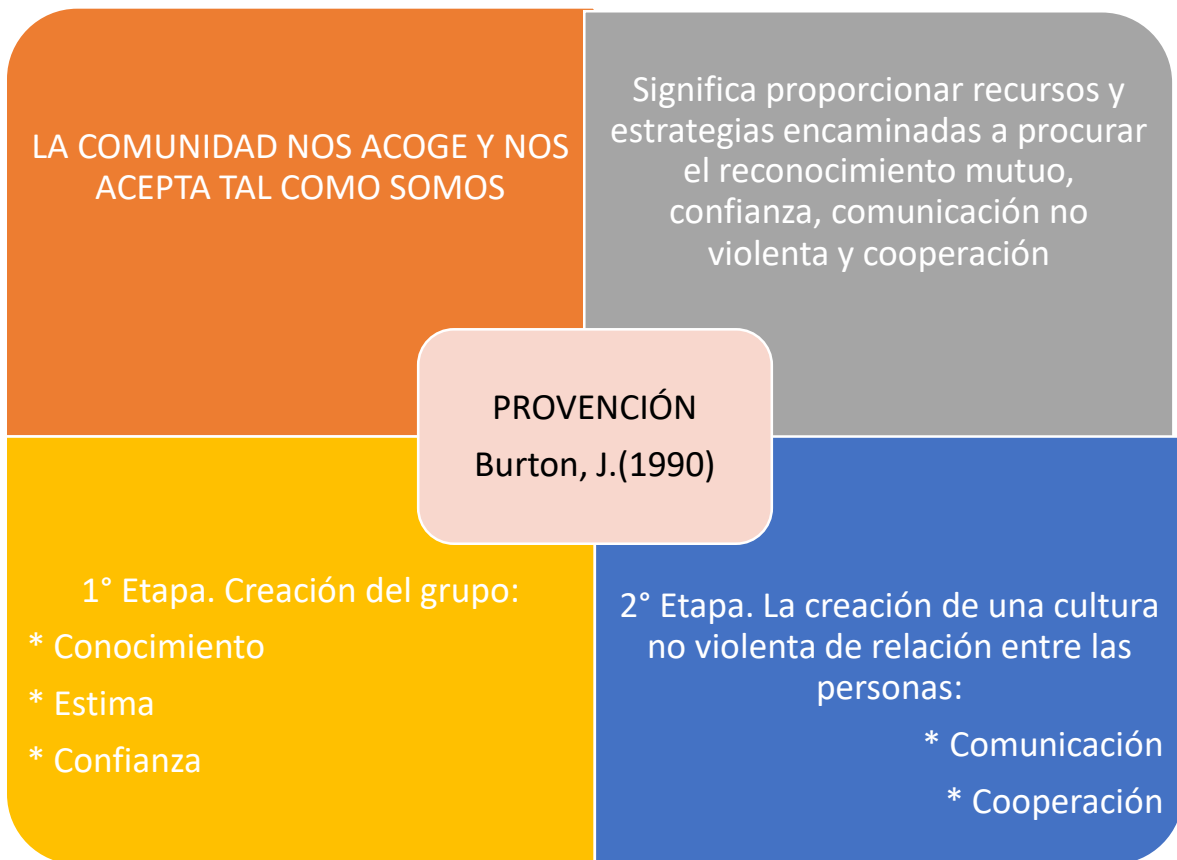 LA COMUNIDAD NOS ACOGE Y NOS
ACEPTA TAL COMO SOMOS
Significa proporcionar recursos y
estrategias encaminadas a procurar
el reconocimiento mutuo,
confianza, comunicación no
violenta y cooperación
PROVENCIÓN
Burton, J.(1990)
1° Etapa. Creación del grupo:
* Conocimiento
* Estima
* Confianza
2° Etapa. La creación de una cultura
no violenta de relación entre las
personas:
* Comunicación
* Cooperación